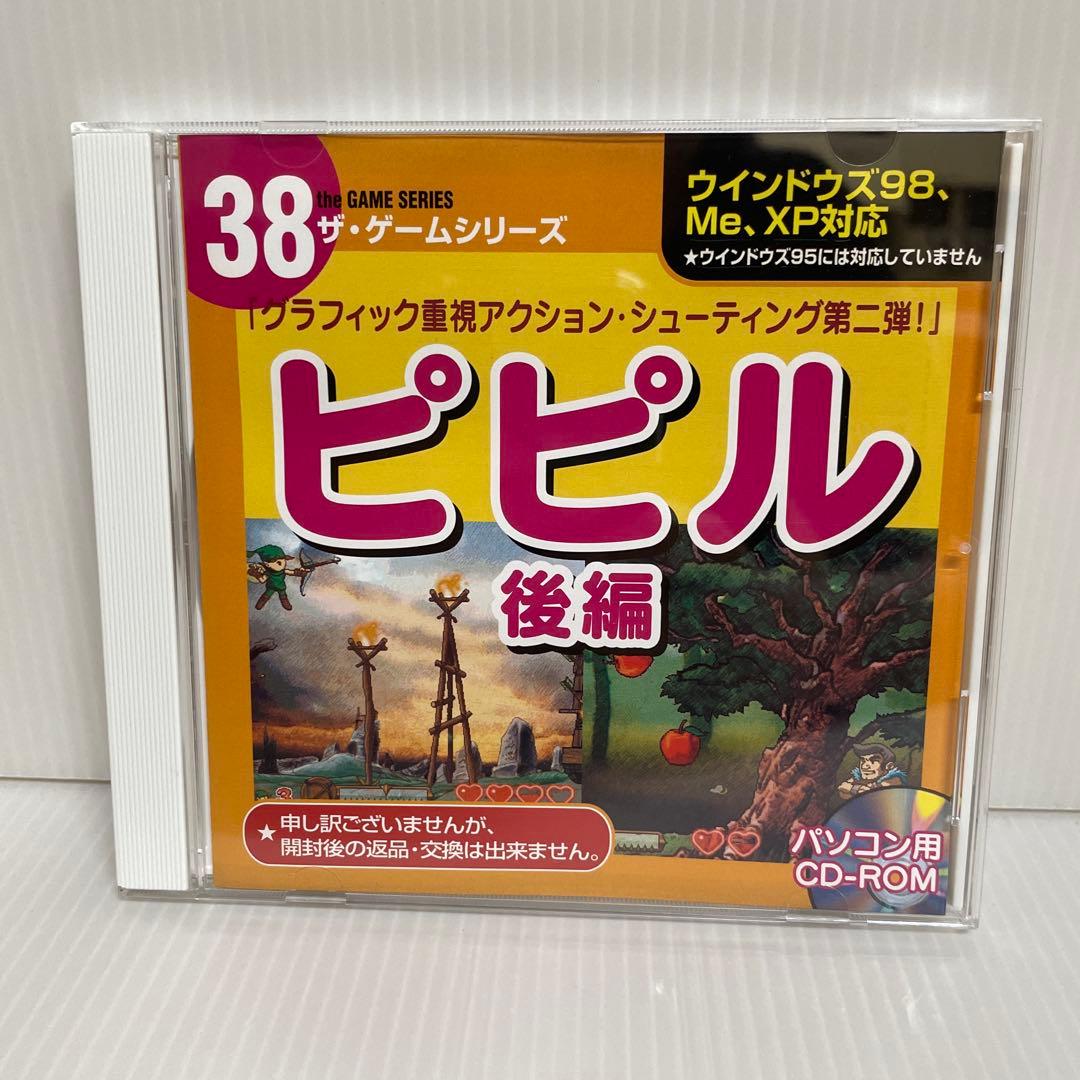 38
the GAME SERIES
ザ・ゲームシリーズ
ウインドウズ98、
Me、XP対応
★ウインドウズ95には対応していません
「グラフィック重視アクション・シューティング第二弾!」
ピピル
後編
★申し訳ございませんが、
開封後の返品・交換は出来ません。
パソコン用
CD-ROM